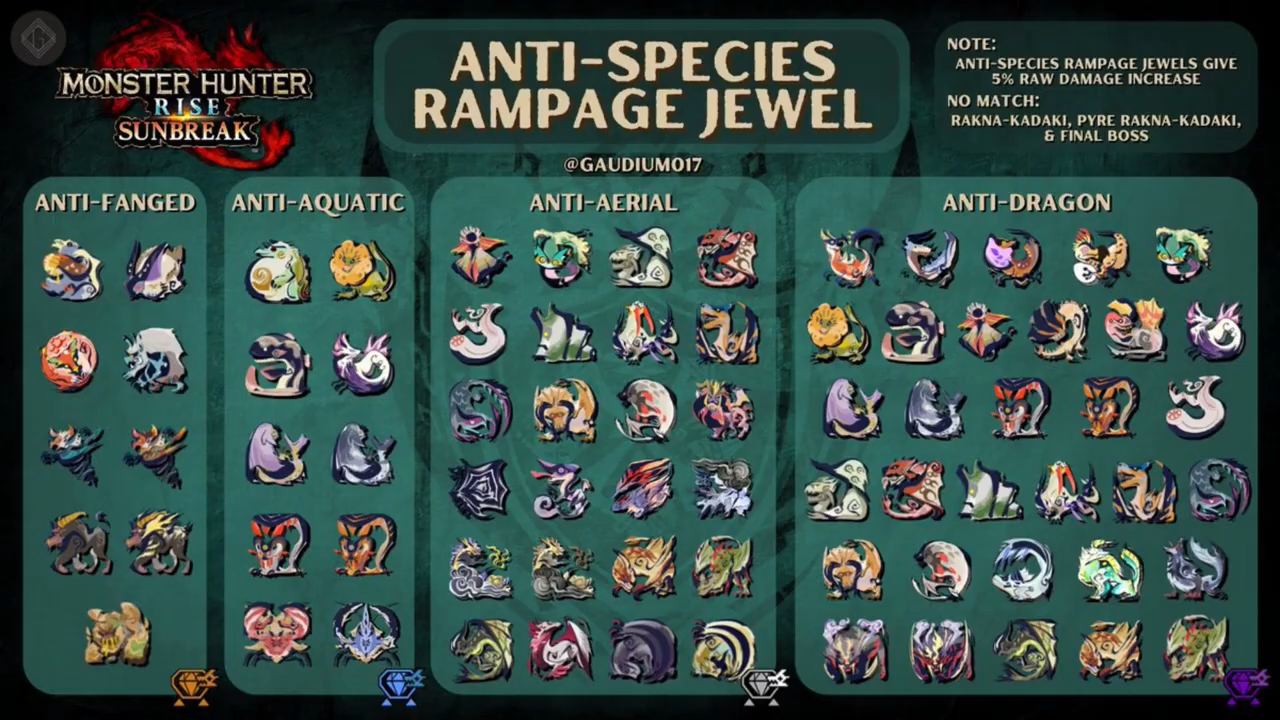 MONSTER HUNTER
RISE
SUNBREAK
ANTI-SPECIES
RAMPAGE JEWEL
@GAUDIUM017
NOTE:
ANTI-SPECIES RAMPAGE JEWELS GIVE
5% RAW DAMAGE INCREASE
NO MATCH:
RAKNA-KADAKI, PYRE RAKNA-KADAKI,
& FINAL BOSS
ANTI-FANGED
ANTI-AQUATIC
ANTI-AERIAL
ANTI-DRAGON